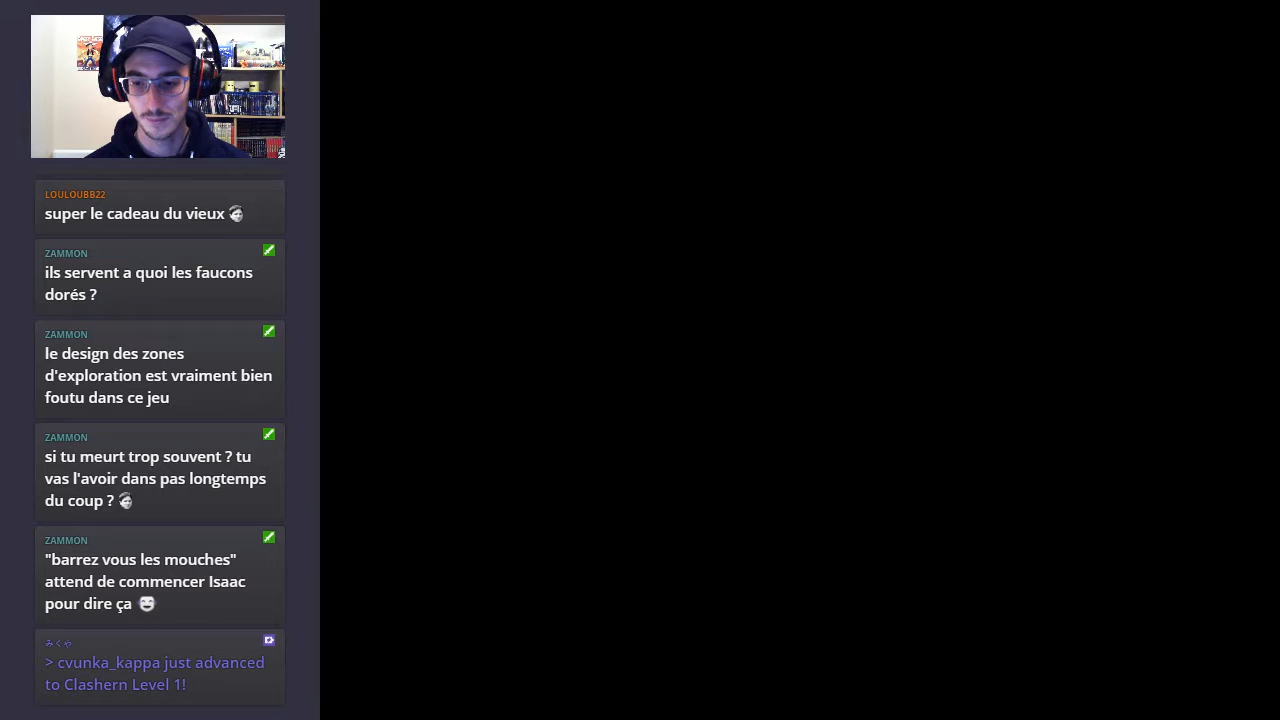 LOULOUBB22
super le cadeau du vieux
ZAMMON
ils servent a quoi les faucons
dorés ?
ZAMMON
le design des zones
d'exploration est vraiment bien
foutu dans ce jeu
ZAMMON
si tu meurt trop souvent ? tu
vas l'avoir dans pas longtemps
du coup ?
ZAMMON
"barrez vous les mouches"
attend de commencer Isaac
pour dire ça
みくや
> cvunka_kappa just advanced
to Clashern Level 1!